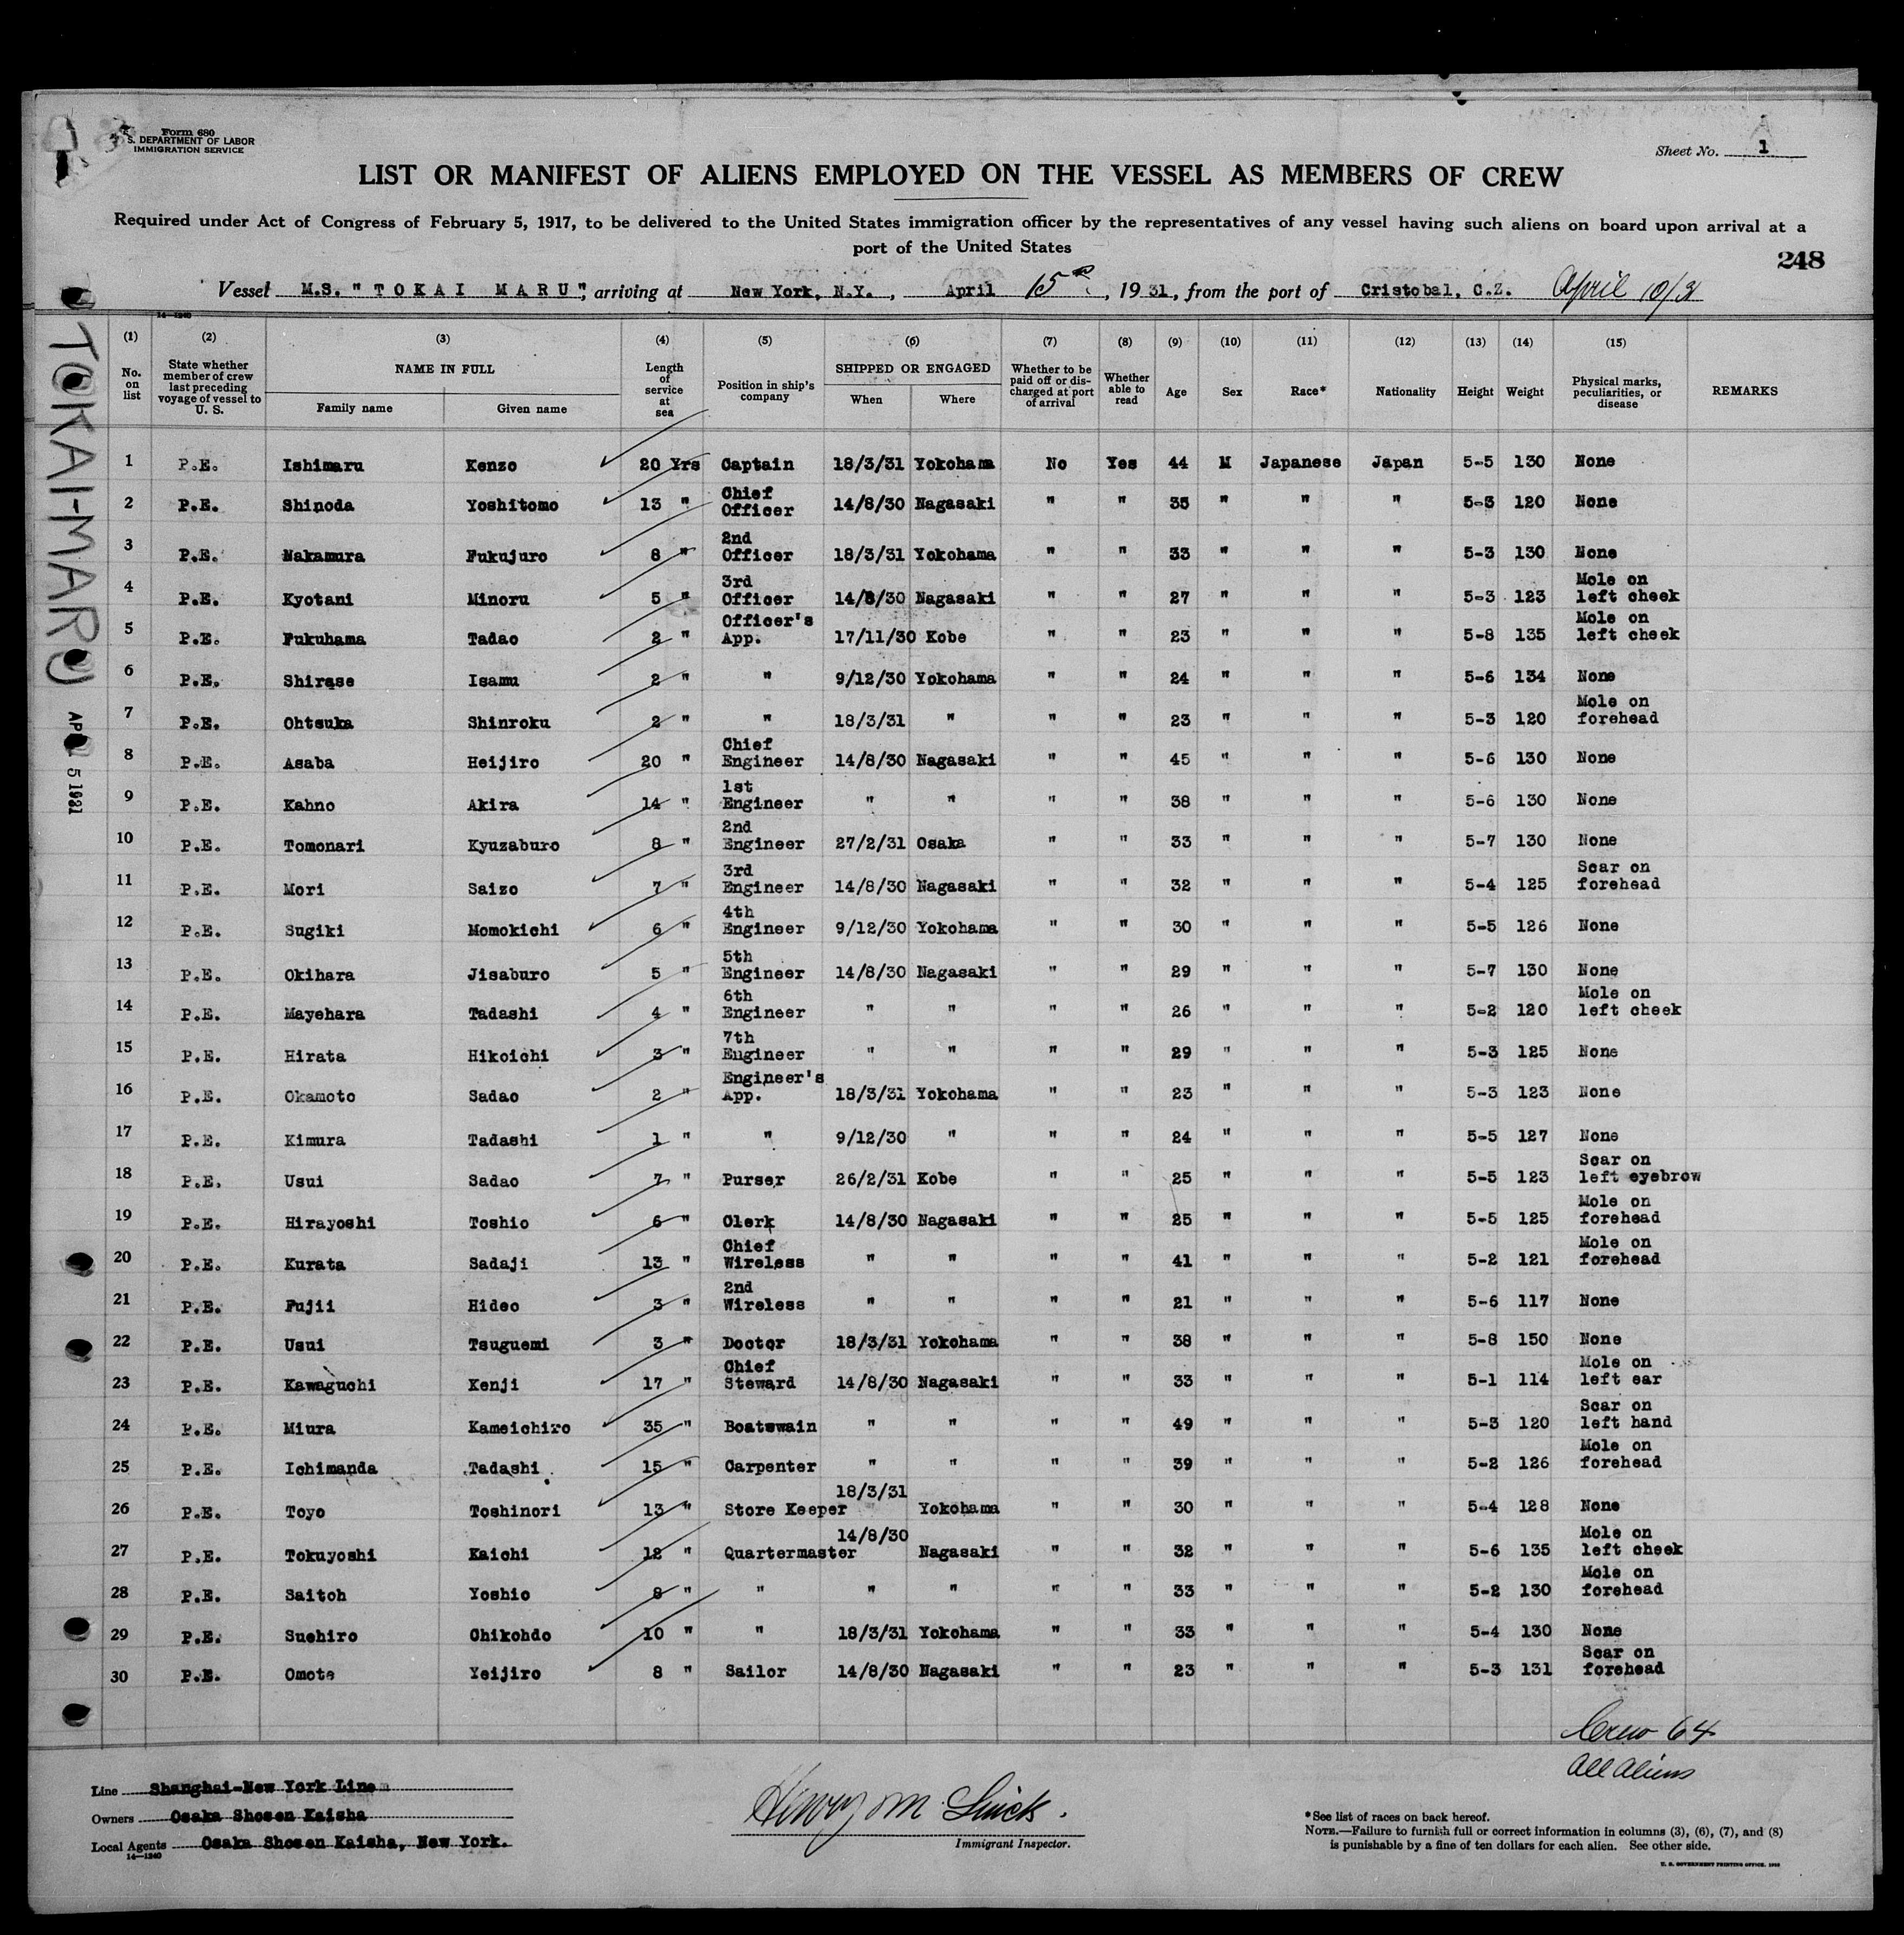 Form 680
S. DEPARTMENT OF LABOR
IMMIGRATION SERVICE
Sheet No. 1
LIST OR MANIFEST OF ALIENS EMPLOYED ON THE VESSEL AS MEMBERS OF CREW
Required under Act of Congress of February 5, 1917, to be delivered to the United States immigration officer by the representatives of any vessel having such aliens on board upon arrival at a
port of the United States
248
Vessel M.S. "TOKAI MARU", arriving at New York, N.Y., April 15, 1931, from the port of Cristobal, C.Z. April 10/31
14—1240
(1) (2) (3) (4) (5) (6) (7) (8) (9) (10) (11) (12) (13) (14) (15)
No. on list | State whether member of crew last preceding voyage of vessel to U. S. | NAME IN FULL Family name | Given name | Length of service at sea | Position in ship's company | SHIPPED OR ENGAGED When | Where | Whether to be paid off or discharged at port of arrival | Whether able to read | Age | Sex | Race* | Nationality | Height | Weight | Physical marks, peculiarities, or disease | REMARKS
1 P.E. Ishimaru Kenzo 20 Yrs Captain 18/3/31 Yokohama No Yes 44 M Japanese Japan 5-5 130 None
2 P.E. Shinoda Yoshitomo 13 " Chief Officer 14/8/30 Nagasaki " " 35 " " " 5-3 120 None
3 P.E. Nakamura Fukujuro 8 " 2nd Officer 18/3/31 Yokohama " " 33 " " " 5-3 130 None
4 P.E. Kyotani Minoru 5 " 3rd Officer 14/8/30 Nagasaki " " 27 " " " 5-3 123 Mole on left cheek
5 P.E. Fukuhama Tadao 2 " Officer's App. 17/11/30 Kobe " " 23 " " " 5-8 135 Mole on left cheek
6 P.E. Shirase Isamu 2 " " 9/12/30 Yokohama " " 24 " " " 5-6 134 None
7 P.E. Ohtsuka Shinroku 2 " " 18/3/31 " " " 23 " " " 5-3 120 Mole on forehead
8 P.E. Asaba Heijiro 20 " Chief Engineer 14/8/30 Nagasaki " " 45 " " " 5-6 130 None
9 P.E. Kahno Akira 14 " 1st Engineer " " " " 38 " " " 5-6 130 None
10 P.E. Tomonari Kyuzaburo 8 " 2nd Engineer 27/2/31 Osaka " " 33 " " " 5-7 130 None
11 P.E. Mori Saizo 7 " 3rd Engineer 14/8/30 Nagasaki " " 32 " " " 5-4 125 Scar on forehead
12 P.E. Sugiki Momokichi 6 " 4th Engineer 9/12/30 Yokohama " " 30 " " " 5-5 126 None
13 P.E. Okihara Jisaburo 5 " 5th Engineer 14/8/30 Nagasaki " " 29 " " " 5-7 130 None
14 P.E. Mayehara Tadashi 4 " 6th Engineer " " " " 26 " " " 5-2 120 Mole on left cheek
15 P.E. Hirata Hikoichi 3 " 7th Engineer " " " " 29 " " " 5-3 125 None
16 P.E. Okamoto Sadao 2 " Engineer's App. 18/3/31 Yokohama " " 23 " " " 5-3 123 None
17 P.E. Kimura Tadashi 1 " " 9/12/30 " " " 24 " " " 5-5 127 None
18 P.E. Usui Sadao 7 " Purser 26/2/31 Kobe " " 25 " " " 5-5 123 Scar on left eyebrow
19 P.E. Hirayoshi Toshio 6 " Clerk 14/8/30 Nagasaki " " 25 " " " 5-5 125 Mole on forehead
20 P.E. Kurata Sadaji 13 " Chief Wireless " " " " 41 " " " 5-2 121 Mole on forehead
21 P.E. Fujii Hideo 3 " 2nd Wireless " " " " 21 " " " 5-6 117 None
22 P.E. Usui Tsuguemi 3 " Doctor 18/3/31 Yokohama " " 38 " " " 5-8 150 None
23 P.E. Kawaguchi Kenji 17 " Chief Steward 14/8/30 Nagasaki " " 33 " " " 5-1 114 Mole on left ear
24 P.E. Miura Kameichiro 35 " Boatswain " " " " 49 " " " 5-3 120 Scar on left hand
25 P.E. Ichimanda Tadashi 15 " Carpenter " " " " 39 " " " 5-2 126 Mole on forehead
26 P.E. Toyo Toshinori 13 " Store Keeper 18/3/31 Yokohama " " 30 " " " 5-4 128 None
27 P.E. Tokuyoshi Kaichi 12 " Quartermaster 14/8/30 Nagasaki " " 32 " " " 5-6 135 Mole on left cheek
28 P.E. Saitoh Yoshio 8 " " " " " " 33 " " " 5-2 130 Mole on forehead
29 P.E. Suehiro Chikohdo 10 " " 18/3/31 Yokohama " " 33 " " " 5-4 130 None
30 P.E. Omote Yeijiro 8 " Sailor 14/8/30 Nagasaki " " 23 " " " 5-3 131 Scar on forehead
Crew 64
All Aliens
TOKAI-MARU
Line Shanghai-New York Line
Owners Osaka Shosen Kaisha
Local Agents Osaka Shosen Kaisha, New York.
14—1240
Henry M.
Immigrant Inspector.
*See list of races on back hereof.
NOTE.—Failure to furnish full or correct information in columns (3), (6), (7), and (8)
is punishable by a fine of ten dollars for each alien. See other side.
U. S. GOVERNMENT PRINTING OFFICE.